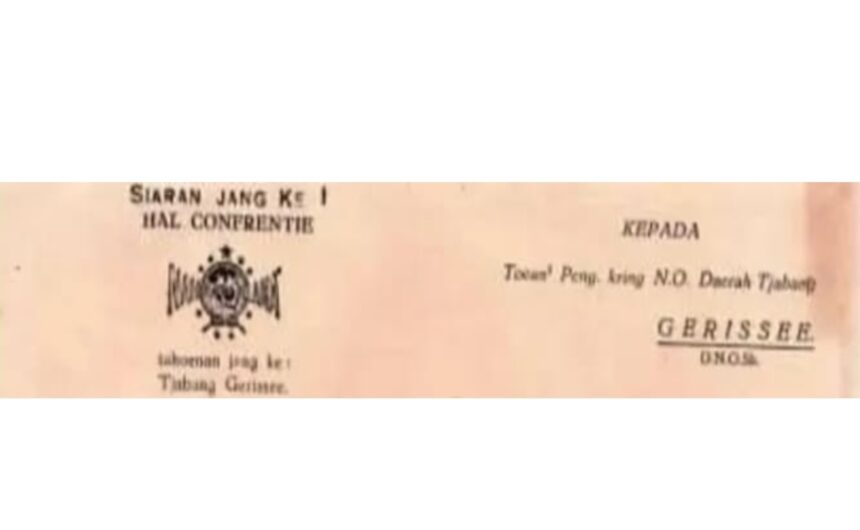 SIARAN JANG KE I
HAL CONFRENTIE
tahoenan jang ke:
Tjabang Gerissee.
KEPADA
Toean² Peng. kring N.O. Daerah Tjabang
GERISSEE.